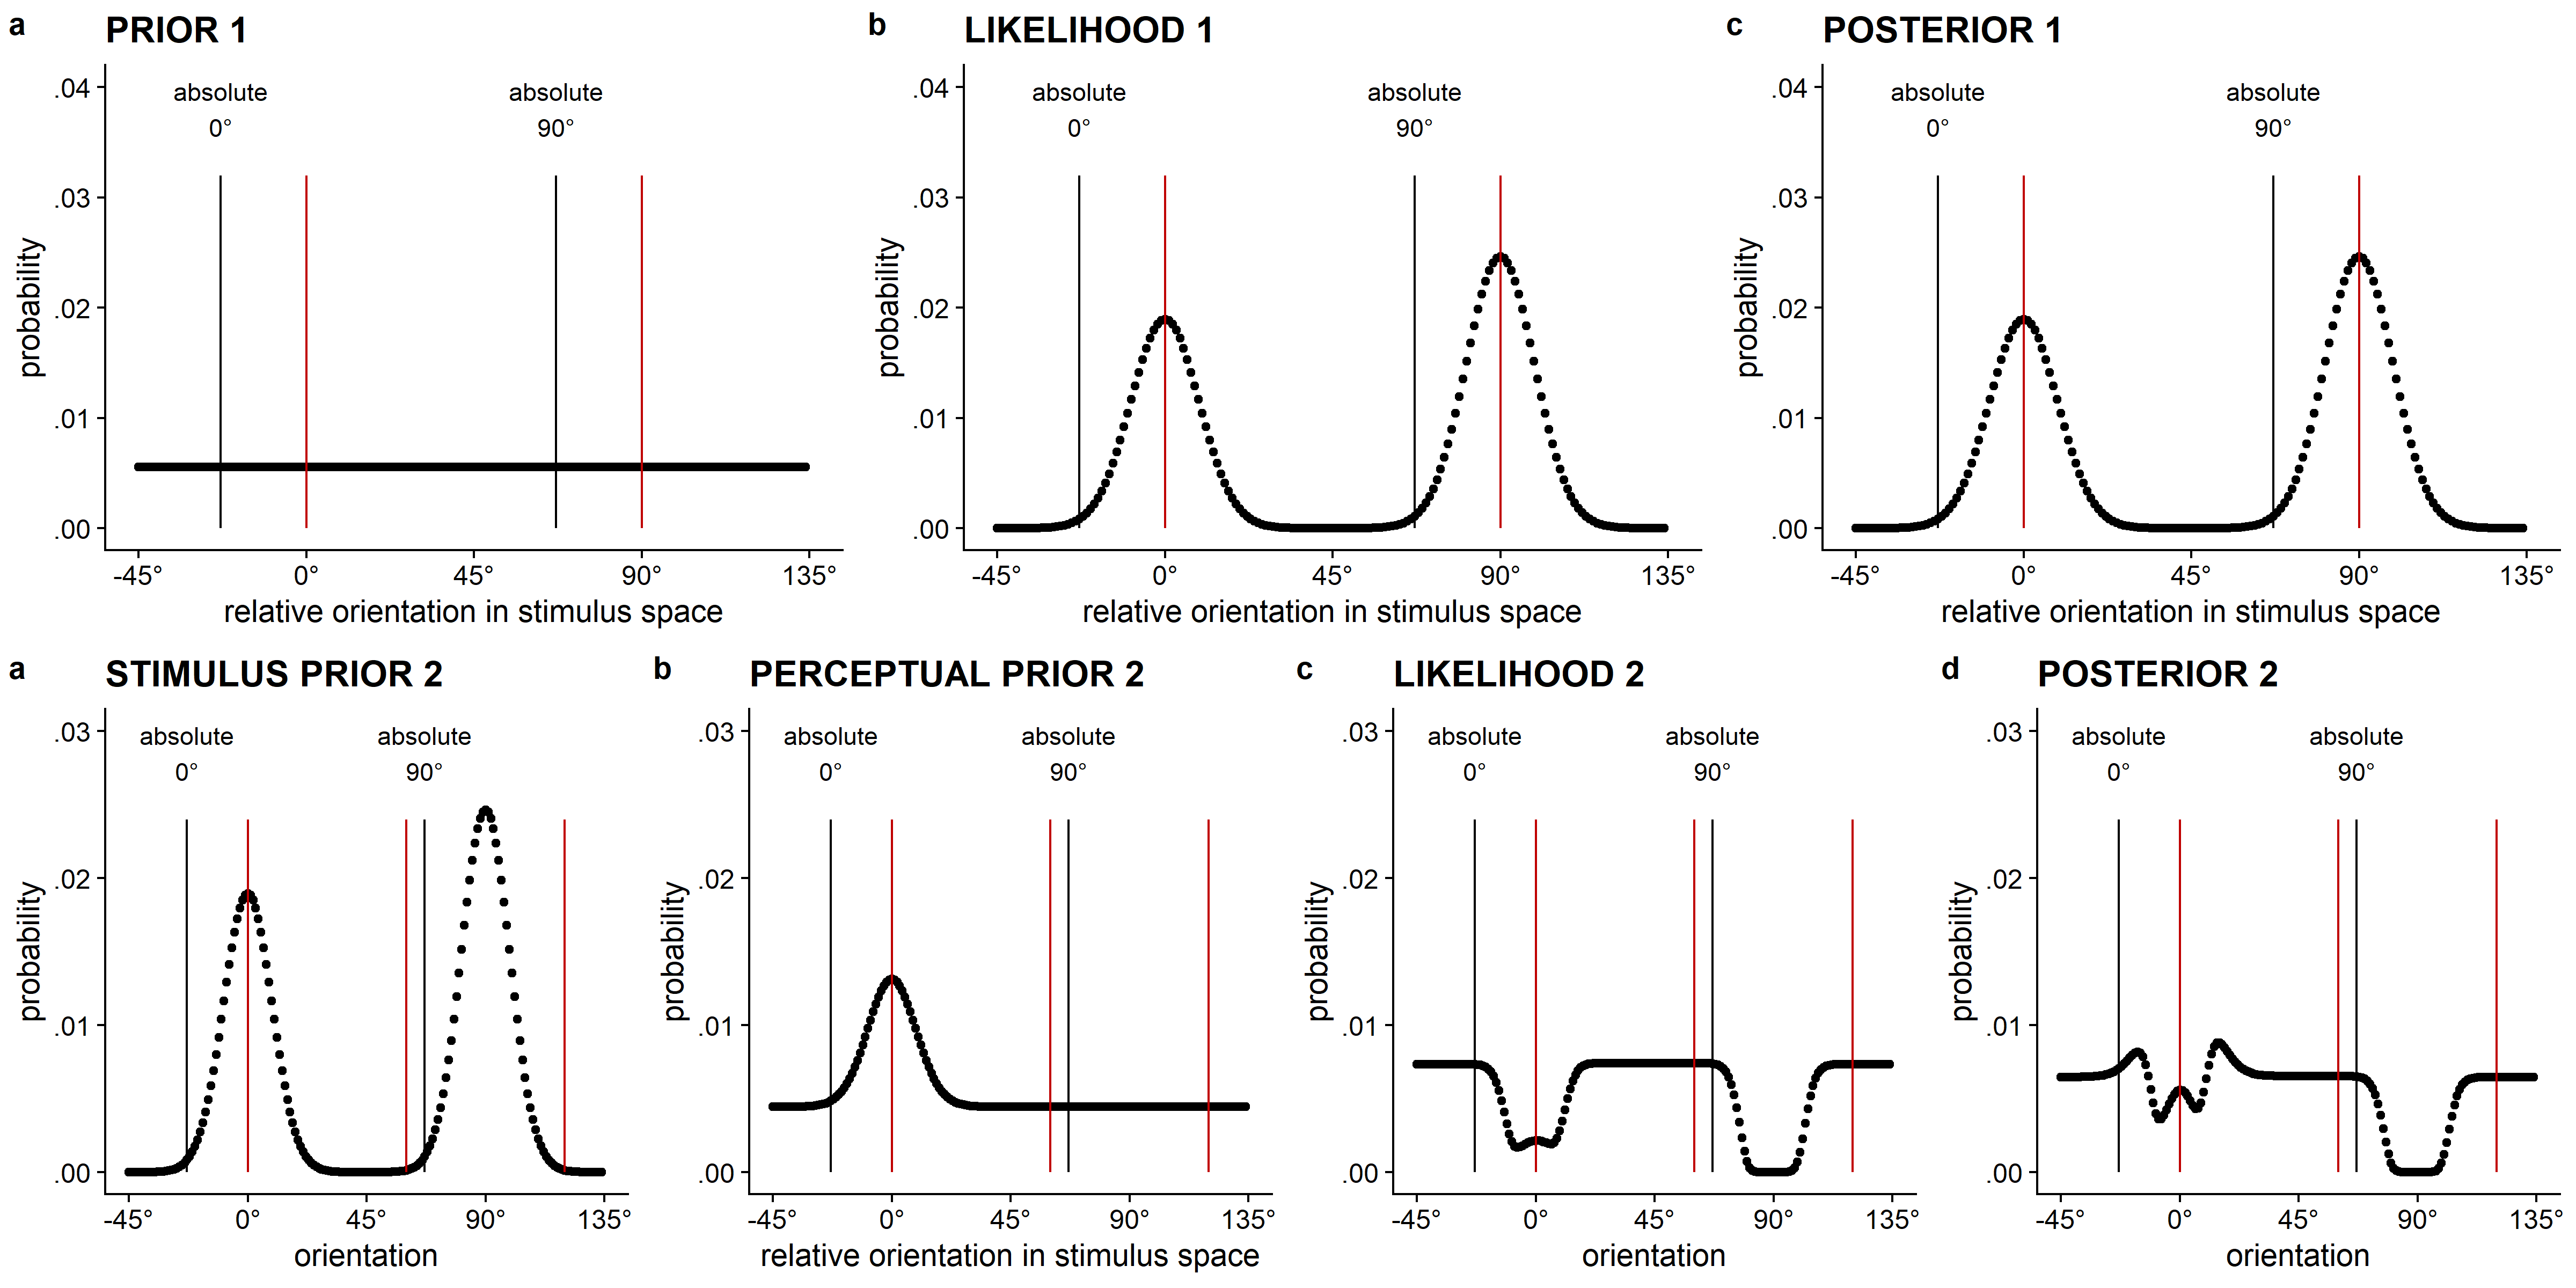 a PRIOR 1
absolute 0°
absolute 90°
.04
.03
.02
.01
.00
probability
-45° 0° 45° 90° 135°
relative orientation in stimulus space
b LIKELIHOOD 1
absolute 0°
absolute 90°
.04
.03
.02
.01
.00
probability
-45° 0° 45° 90° 135°
relative orientation in stimulus space
c POSTERIOR 1
absolute 0°
absolute 90°
.04
.03
.02
.01
.00
probability
-45° 0° 45° 90° 135°
relative orientation in stimulus space
a STIMULUS PRIOR 2
absolute 0°
absolute 90°
.03
.02
.01
.00
probability
-45° 0° 45° 90° 135°
orientation
b PERCEPTUAL PRIOR 2
absolute 0°
absolute 90°
.03
.02
.01
.00
probability
-45° 0° 45° 90° 135°
relative orientation in stimulus space
c LIKELIHOOD 2
absolute 0°
absolute 90°
.03
.02
.01
.00
probability
-45° 0° 45° 90° 135°
orientation
d POSTERIOR 2
absolute 0°
absolute 90°
.03
.02
.01
.00
probability
-45° 0° 45° 90° 135°
orientation